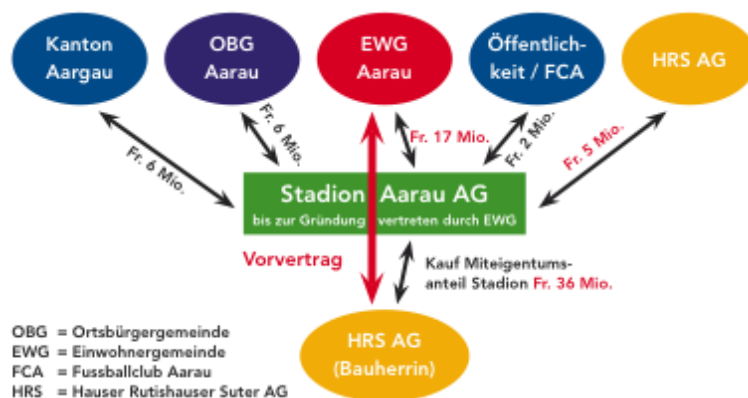 Kanton
Aargau
OBG
Aarau
EWG
Aarau
Öffentlich-
keit / FCA
HRS AG
Fr. 6 Mio.
Fr. 6 Mio.
Fr. 17 Mio.
Fr. 2 Mio.
Fr. 5 Mio.
Stadion Aarau AG
bis zur Gründung vertreten durch EWG
Vorvertrag
Kauf Miteigentums-
anteil Stadion Fr. 36 Mio.
HRS AG
(Bauherrin)
OBG = Ortsbürgergemeinde
EWG = Einwohnergemeinde
FCA = Fussballclub Aarau
HRS = Hauser Rutishauser Suter AG